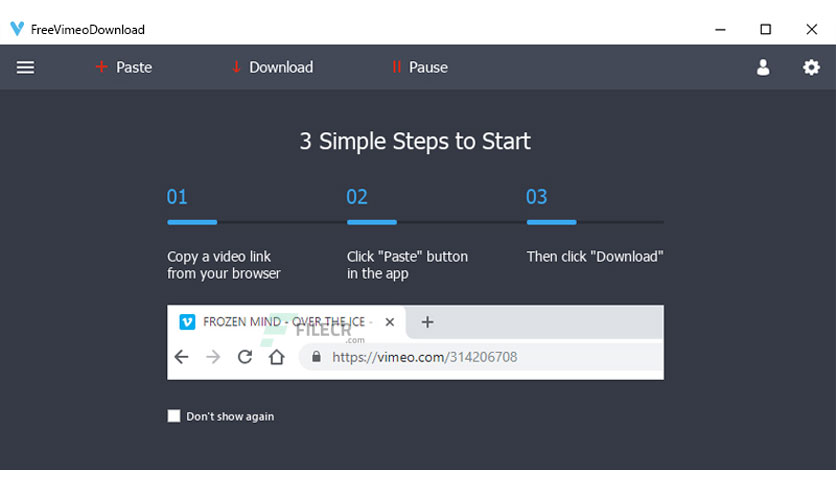 FreeVimeoDownload
Paste Download Pause
3 Simple Steps to Start
01 02 03
Copy a video link
from your browser
Click "Paste" button
in the app
Then click "Download"
FROZEN MIND - OVER THE ICE -
FILECR
.com
https://vimeo.com/314206708
Don't show again